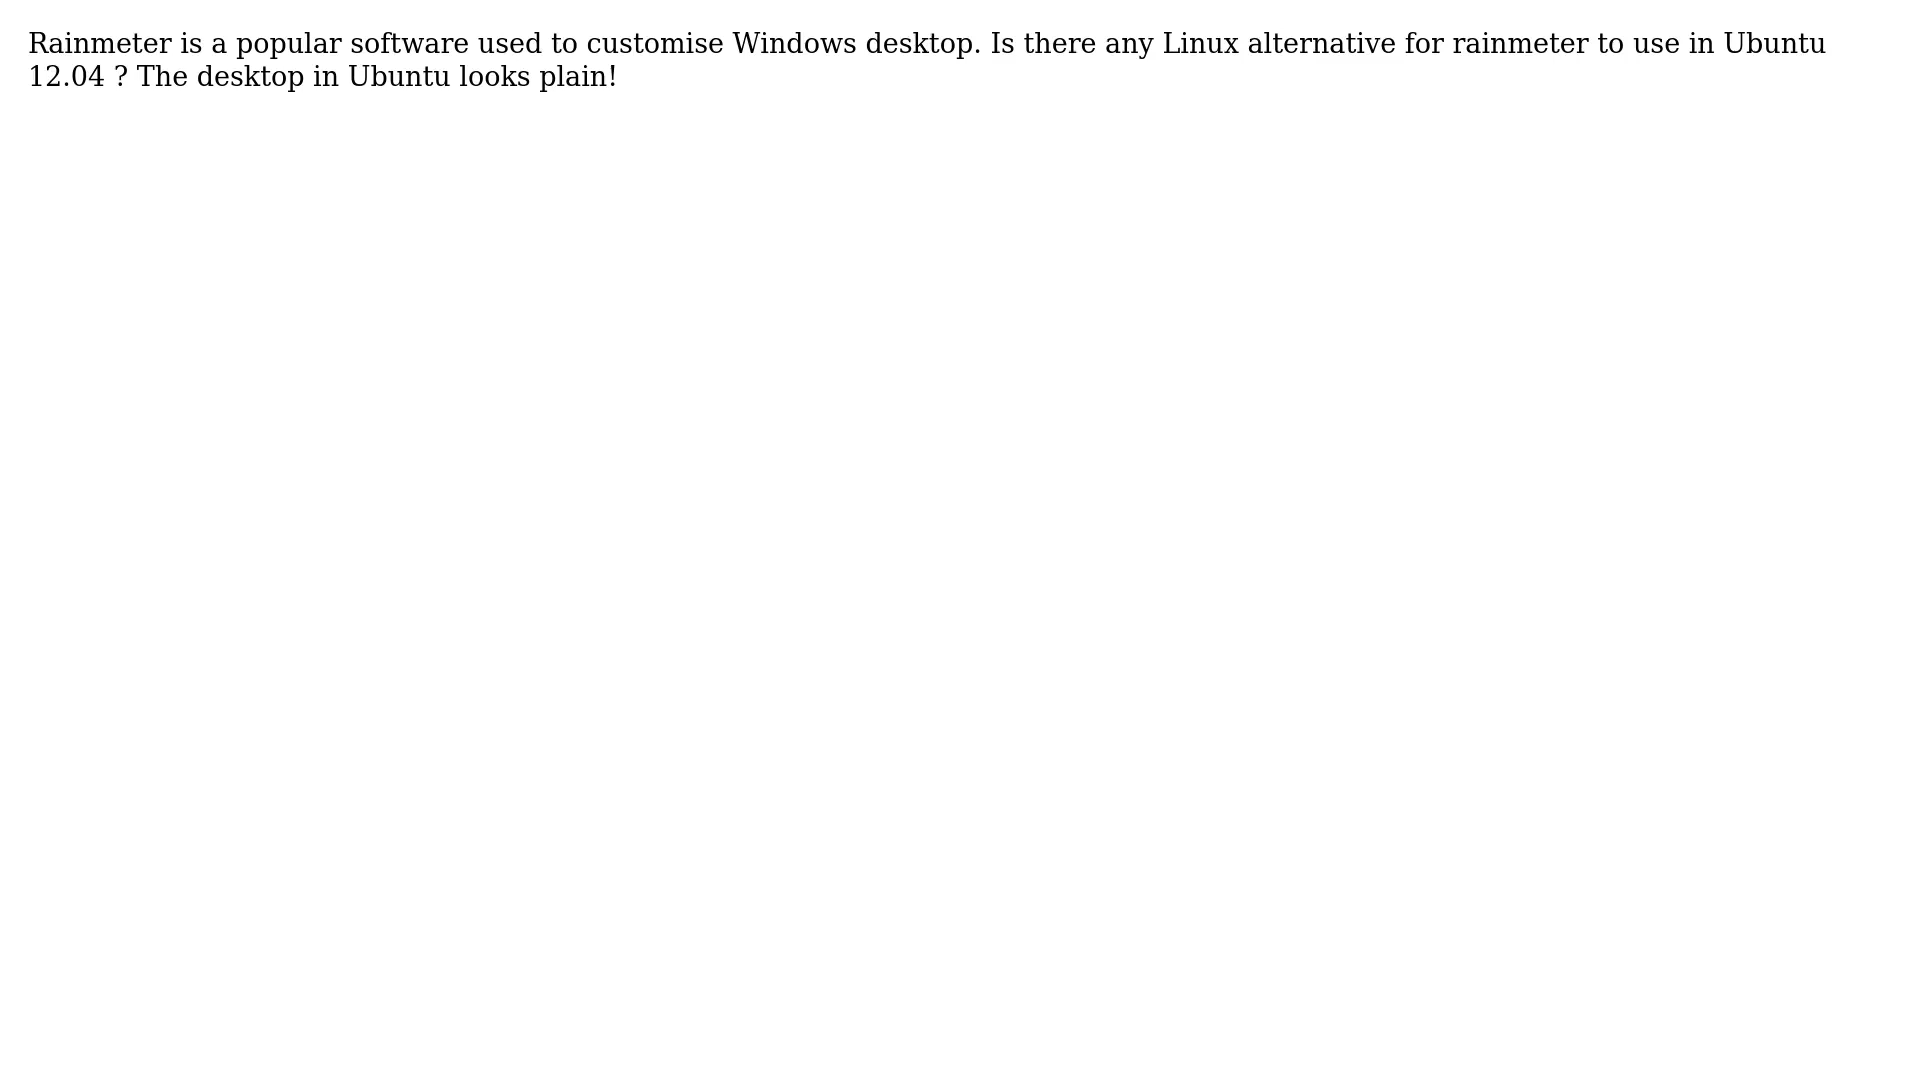 Rainmeter is a popular software used to customise Windows desktop. Is there any Linux alternative for rainmeter to use in Ubuntu
12.04 ? The desktop in Ubuntu looks plain!